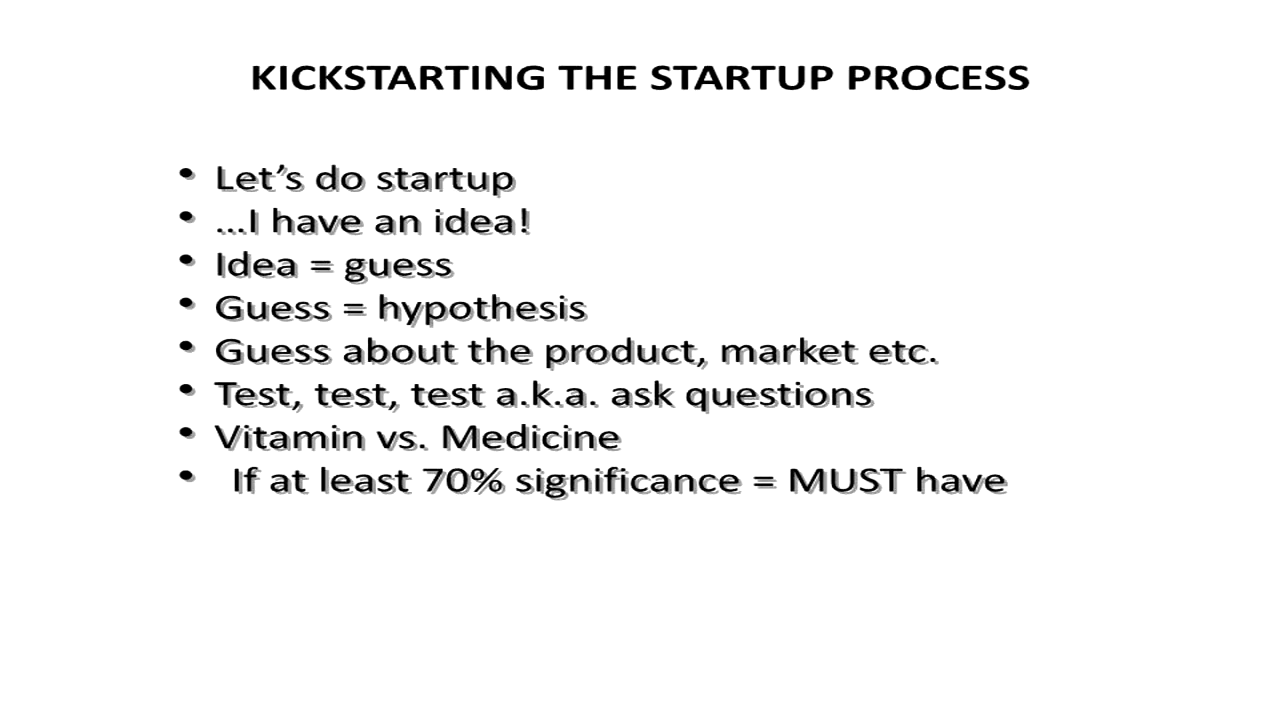 KICKSTARTING THE STARTUP PROCESS
• Let’s do startup
• ...I have an idea!
• Idea = guess
• Guess = hypothesis
• Guess about the product, market etc.
• Test, test, test a.k.a. ask questions
• Vitamin vs. Medicine
• If at least 70% significance = MUST have